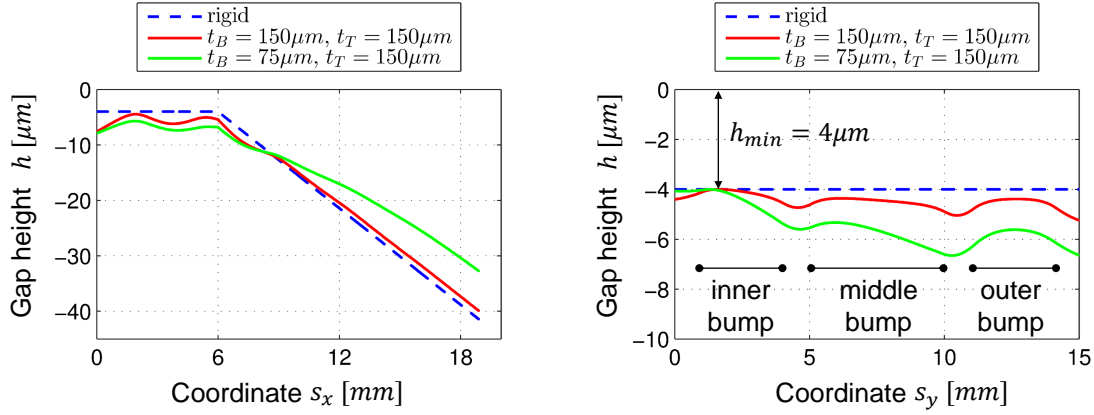 rigid
t_B = 150μm, t_T = 150μm
t_B = 75μm, t_T = 150μm
0
−10
−20
−30
−40
Gap height h [μm]
0 6 12 18
Coordinate s_x [mm]
rigid
t_B = 150μm, t_T = 150μm
t_B = 75μm, t_T = 150μm
0
−2
−4
−6
−8
−10
Gap height h [μm]
h_min = 4μm
inner bump
middle bump
outer bump
0 5 10 15
Coordinate s_y [mm]